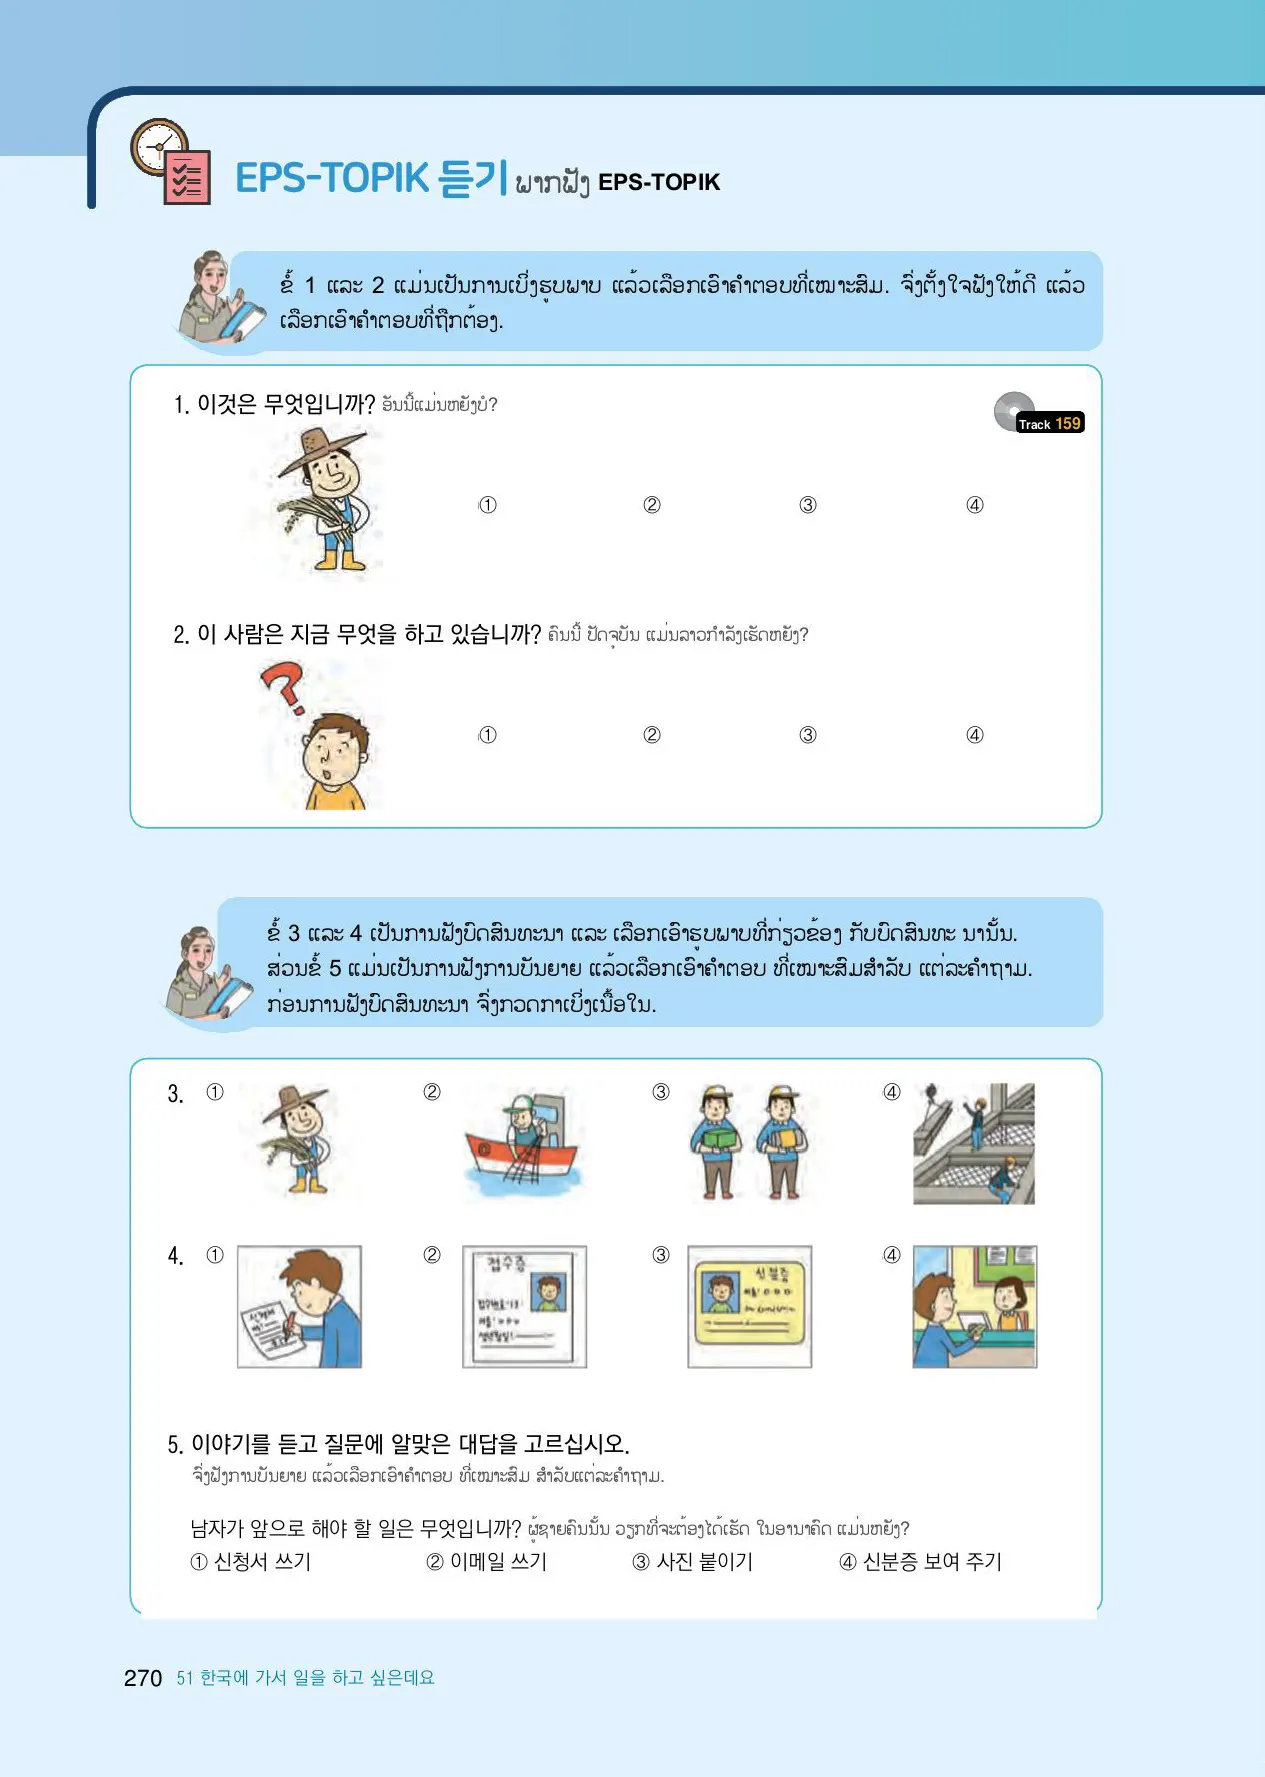 EPS-TOPIK 듣기 ພາກຟັງ EPS-TOPIK
ຂໍ້ 1 ແລະ 2 ແມ່ນເປັນການເບິ່ງຮູບພາບ ແລ້ວເລືອກເອົາຄຳຕອບທີ່ເໝາະສົມ. ຈົ່ງຕັ້ງໃຈຟັງໃຫ້ດີ ແລ້ວ
ເລືອກເອົາຄຳຕອບທີ່ຖືກຕ້ອງ.
1. 이것은 무엇입니까? ອັນນີ້ແມ່ນຫຍັງບໍ?
Track 159
① ② ③ ④
2. 이 사람은 지금 무엇을 하고 있습니까? ຄົນນີ້ ປັດຈຸບັນ ແມ່ນລາວກຳລັງເຮັດຫຍັງ?
① ② ③ ④
ຂໍ້ 3 ແລະ 4 ເປັນການຟັງບົດສົນທະນາ ແລະ ເລືອກເອົາຮູບພາບທີ່ກ່ຽວຂ້ອງ ກັບບົດສົນທະ ນານັ້ນ.
ສ່ວນຂໍ້ 5 ແມ່ນເປັນການຟັງການບັນຍາຍ ແລ້ວເລືອກເອົາຄຳຕອບ ທີ່ເໝາະສົມສຳລັບ ແຕ່ລະຄຳຖາມ.
ກ່ອນການຟັງບົດສົນທະນາ ຈົ່ງກວດກາເບິ່ງເນື້ອໃນ.
3. ① ② ③ ④
4. ① ② ③ ④
접수증
5. 이야기를 듣고 질문에 알맞은 대답을 고르십시오.
ຈົ່ງຟັງການບັນຍາຍ ແລ້ວເລືອກເອົາຄຳຕອບ ທີ່ເໝາະສົມ ສຳລັບແຕ່ລະຄຳຖາມ.
남자가 앞으로 해야 할 일은 무엇입니까? ຜູ້ຊາຍຄົນນັ້ນ ວຽກທີ່ຈະຕ້ອງໄດ້ເຮັດ ໃນອານາຄົດ ແມ່ນຫຍັງ?
① 신청서 쓰기 ② 이메일 쓰기 ③ 사진 붙이기 ④ 신분증 보여 주기
270 51 한국에 가서 일을 하고 싶은데요